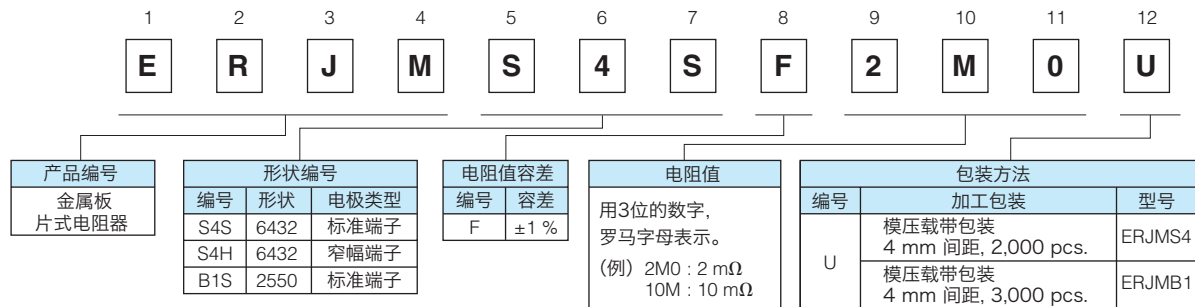 1 2 3 4 5 6 7 8 9 10 11 12
E R J M S 4 S F 2 M 0 U
产品编号
金属板
片式电阻器
形状编号
编号 形状 电极类型
S4S 6432 标准端子
S4H 6432 窄幅端子
B1S 2550 标准端子
电阻值容差
编号 容差
F ±1 %
电阻值
用3位的数字,
罗马字母表示。
(例) 2M0 : 2 mΩ
10M : 10 mΩ
包装方法
编号 加工包装 型号
U
模压载带包装
4 mm 间距, 2,000 pcs.
ERJMS4
模压载带包装
4 mm 间距, 3,000 pcs.
ERJMB1